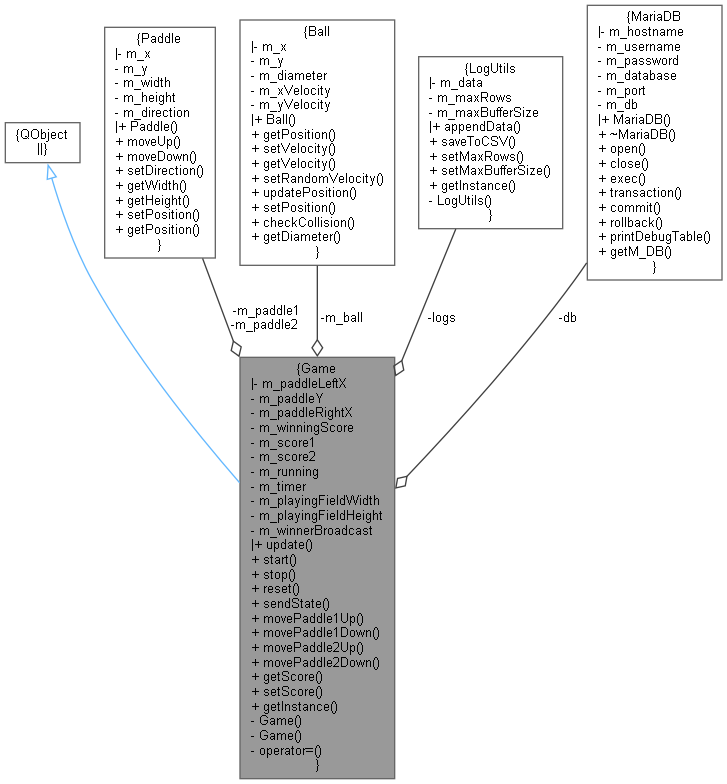 {QObject
||}
{Paddle
|- m_x
- m_y
- m_width
- m_height
- m_direction
|+ Paddle()
+ moveUp()
+ moveDown()
+ setDirection()
+ getWidth()
+ getHeight()
+ setPosition()
+ getPosition()
}
{Ball
|- m_x
- m_y
- m_diameter
- m_xVelocity
- m_yVelocity
|+ Ball()
+ getPosition()
+ setVelocity()
+ getVelocity()
+ setRandomVelocity()
+ updatePosition()
+ setPosition()
+ checkCollision()
+ getDiameter()
}
{LogUtils
|- m_data
- m_maxRows
- m_maxBufferSize
|+ appendData()
+ saveToCSV()
+ setMaxRows()
+ setMaxBufferSize()
+ getInstance()
- LogUtils()
}
{MariaDB
|- m_hostname
- m_username
- m_password
- m_database
- m_port
- m_db
|+ MariaDB()
+ ~MariaDB()
+ open()
+ close()
+ exec()
+ transaction()
+ commit()
+ rollback()
+ printDebugTable()
+ getM_DB()
}
-m_paddle1
-m_paddle2
-m_ball
-logs
-db
{Game
|- m_paddleLeftX
- m_paddleY
- m_paddleRightX
- m_winningScore
- m_score1
- m_score2
- m_running
- m_timer
- m_playingFieldWidth
- m_playingFieldHeight
- m_winnerBroadcast
|+ update()
+ start()
+ stop()
+ reset()
+ sendState()
+ movePaddle1Up()
+ movePaddle1Down()
+ movePaddle2Up()
+ movePaddle2Down()
+ getScore()
+ setScore()
+ getInstance()
- Game()
- Game()
- operator=()
}